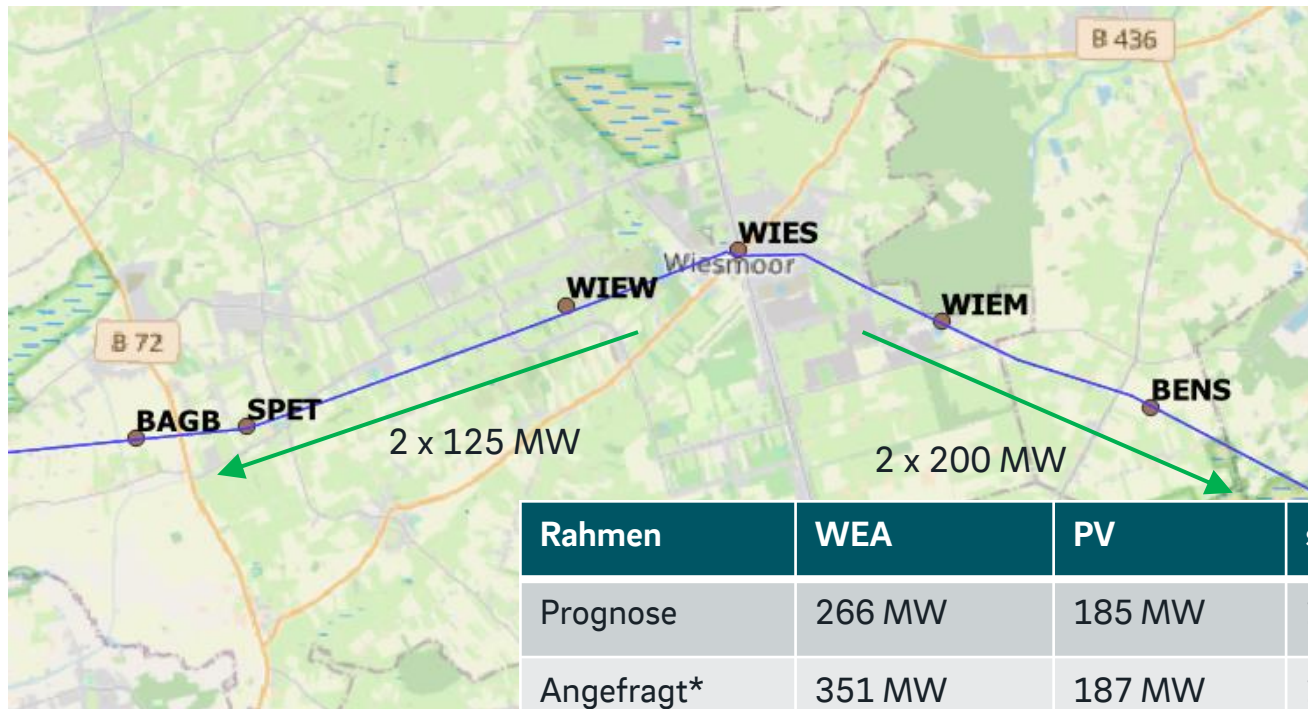 B 436
WIES
Wiesmoor
WIEW
WIEM
B 72
BENS
BAGB
SPET
2 x 125 MW
2 x 200 MW
Rahmen WEA PV
Prognose 266 MW 185 MW
Angefragt* 351 MW 187 MW